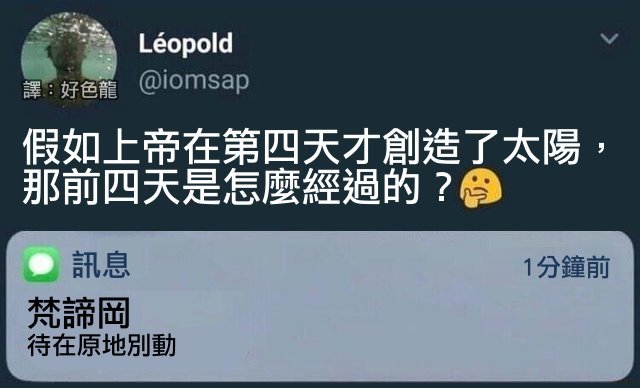 Léopold
@iomsap
譯：好色龍
假如上帝在第四天才創造了太陽，
那前四天是怎麼經過的？🤔
訊息
1分鐘前
梵諦岡
待在原地別動